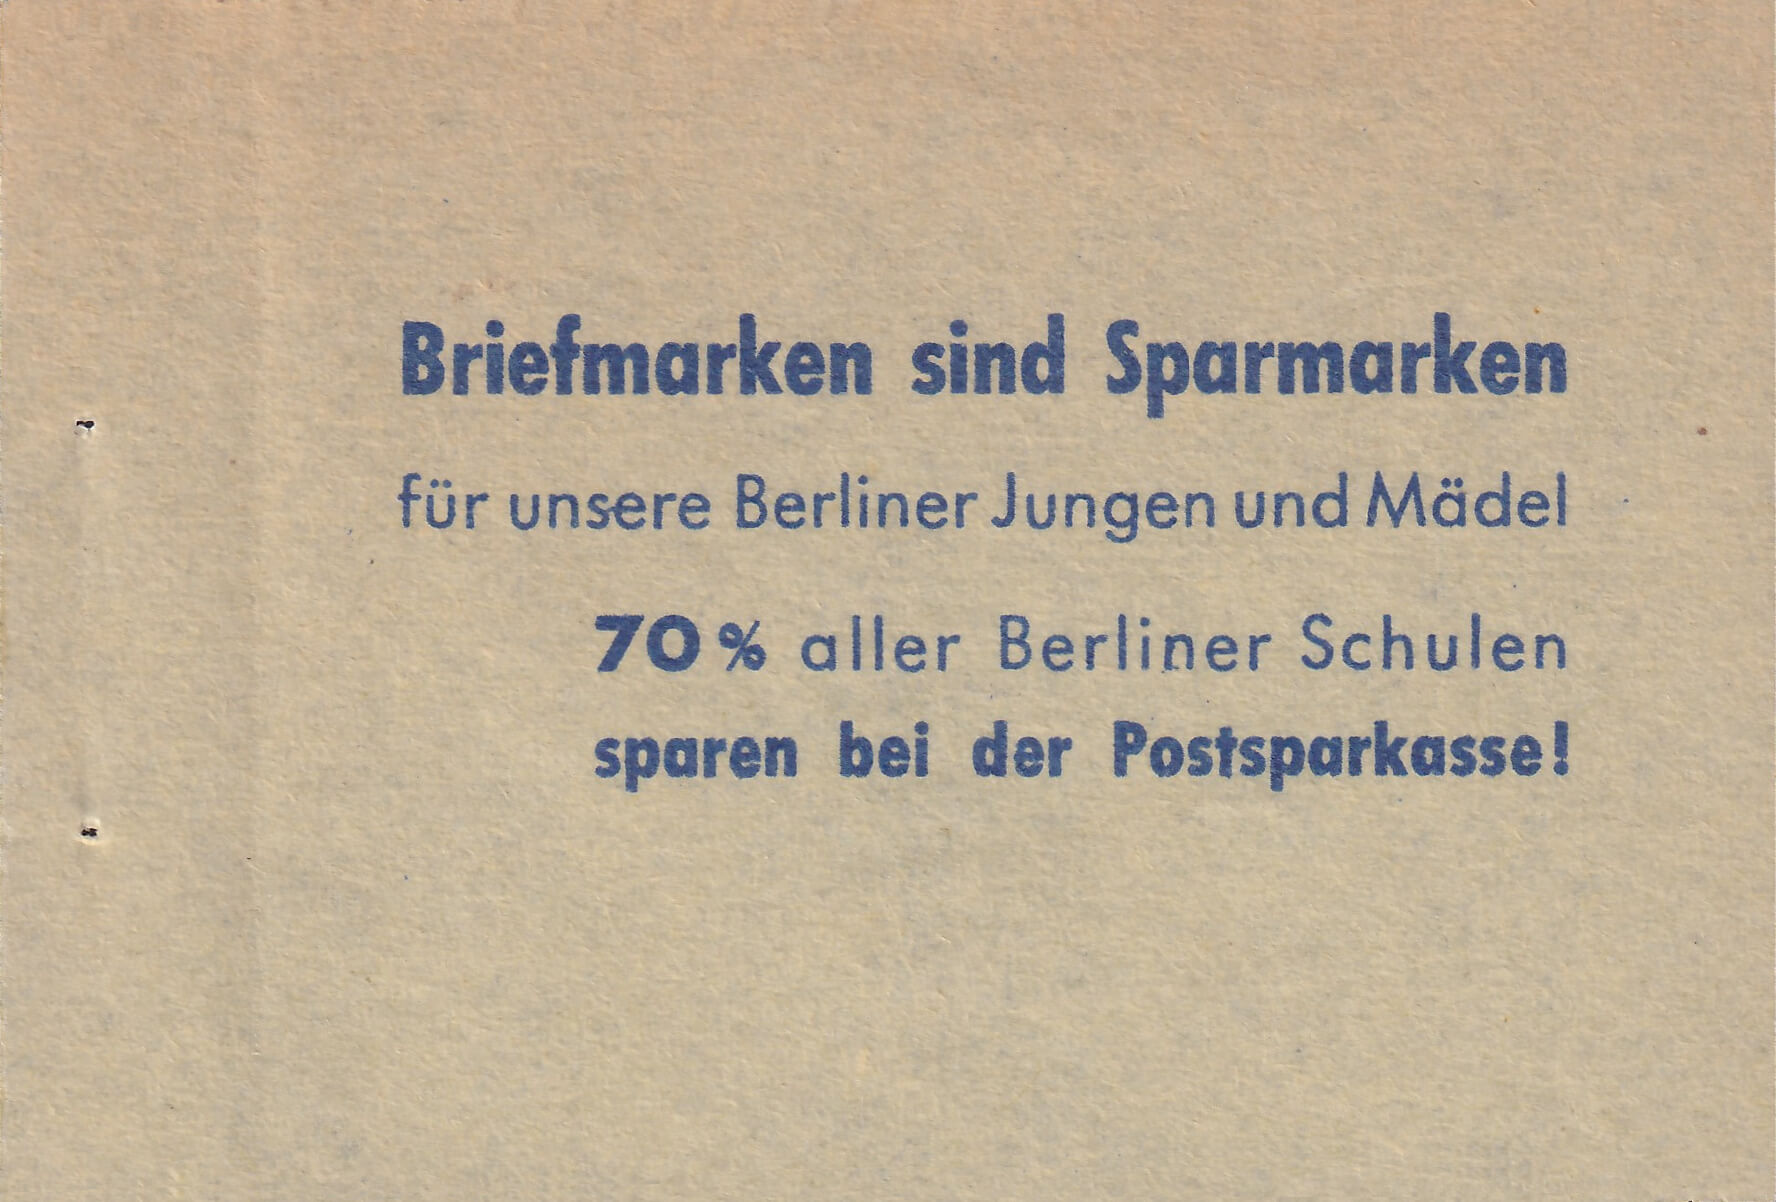 Briefmarken sind Sparmarken
für unsere Berliner Jungen und Mädel
70% aller Berliner Schulen
sparen bei der Postsparkasse!